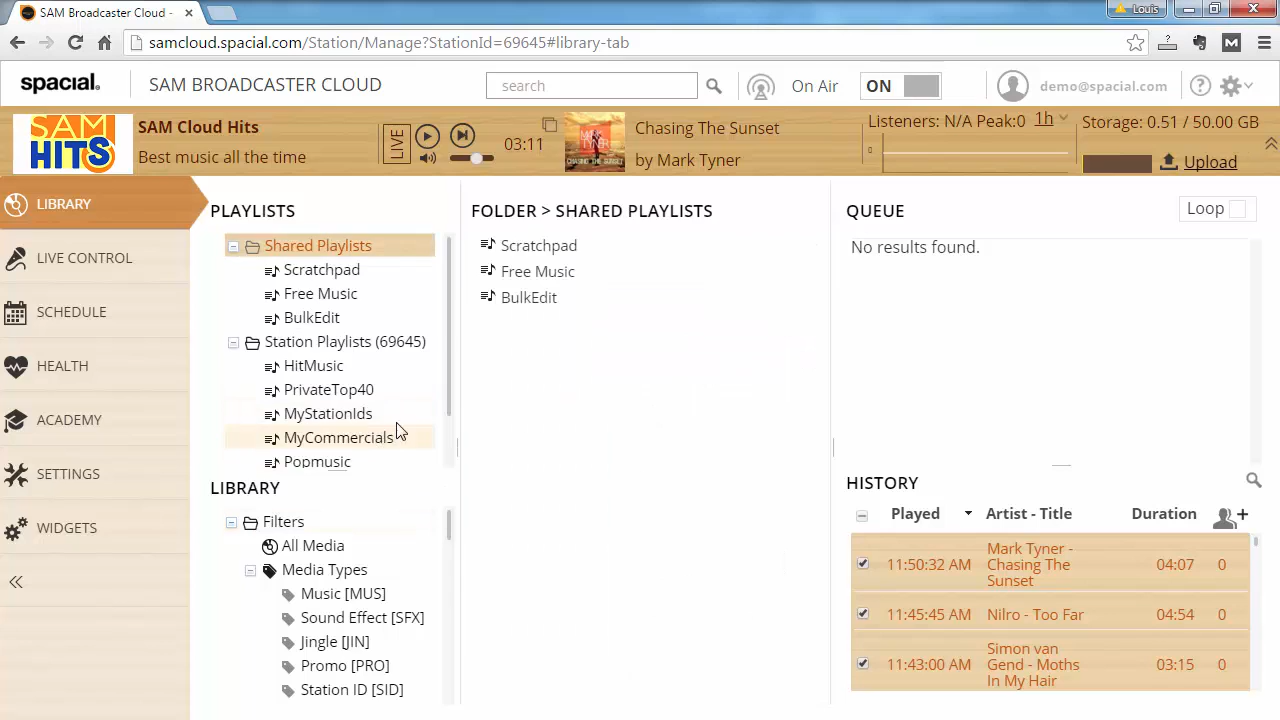 SAM Broadcaster Cloud -
Louis
samcloud.spacial.com/Station/Manage?StationId=69645#library-tab
spacial.
SAM BROADCASTER CLOUD
search
On Air
ON
demo@spacial.com
SAM
HITS
SAM Cloud Hits
Best music all the time
LIVE
03:11
Chasing The Sunset
by Mark Tyner
Listeners: N/A Peak:0 1h
0
Storage: 0.51 / 50.00 GB
Upload
LIBRARY
LIVE CONTROL
SCHEDULE
HEALTH
ACADEMY
SETTINGS
WIDGETS
PLAYLISTS
Shared Playlists
Scratchpad
Free Music
BulkEdit
Station Playlists (69645)
HitMusic
PrivateTop40
MyStationIds
MyCommercials
Popmusic
LIBRARY
Filters
All Media
Media Types
Music [MUS]
Sound Effect [SFX]
Jingle [JIN]
Promo [PRO]
Station ID [SID]
FOLDER > SHARED PLAYLISTS
Scratchpad
Free Music
BulkEdit
QUEUE
Loop
No results found.
HISTORY
Played Artist - Title Duration
11:50:32 AM Mark Tyner - 04:07 0
Chasing The
Sunset
11:45:45 AM Nilro - Too Far 04:54 0
11:43:00 AM Simon van 03:15 0
Gend - Moths
In My Hair